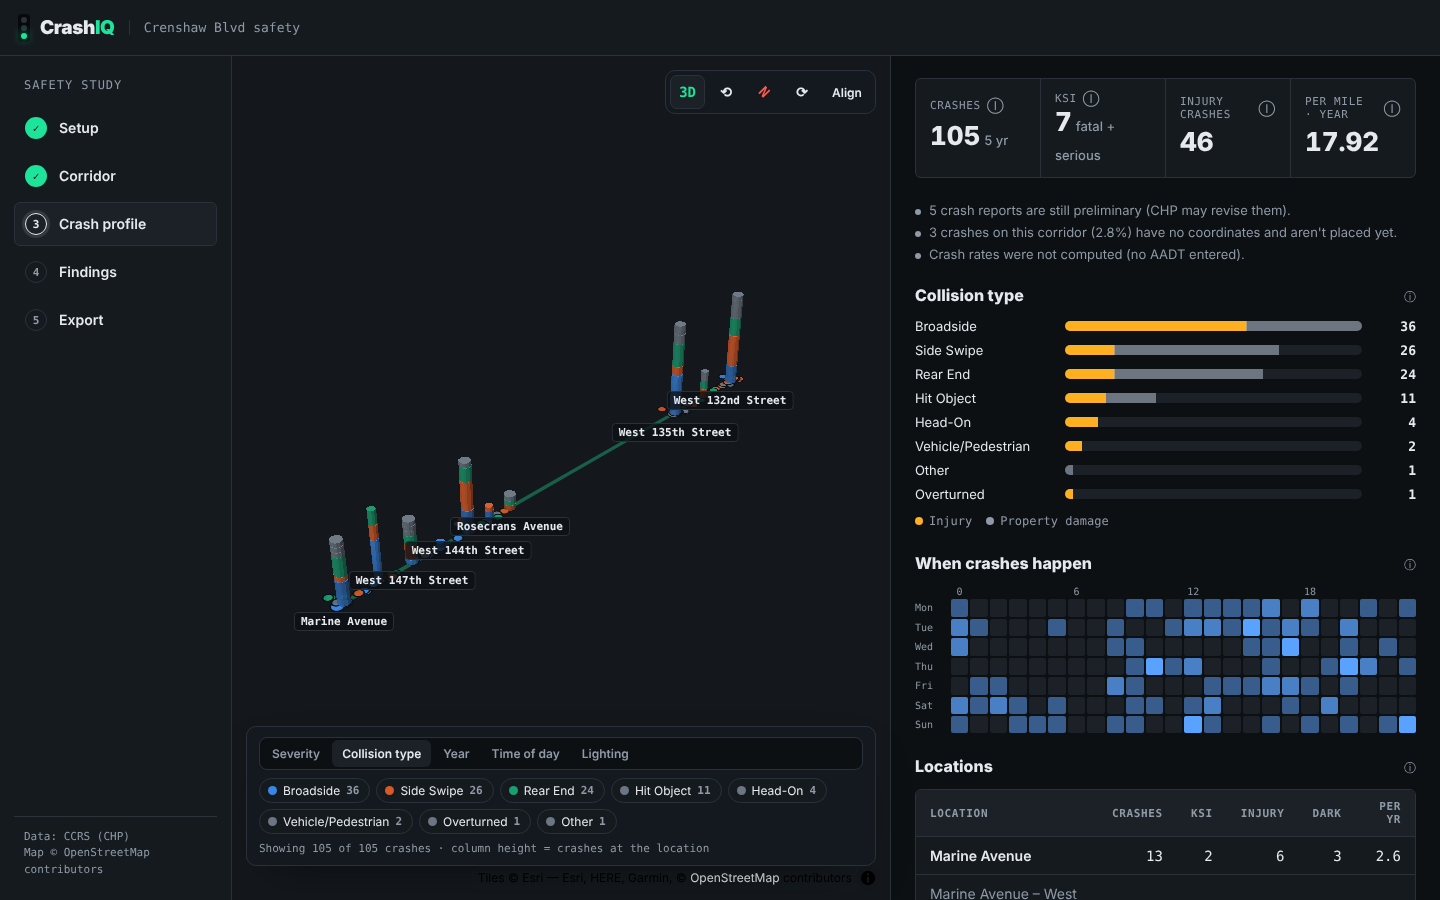 CrashIQ
Crenshaw Blvd safety
SAFETY STUDY
Setup
Corridor
3 Crash profile
4 Findings
5 Export
Data: CCRS (CHP)
Map © OpenStreetMap
contributors
3D
Align
West 132nd Street
West 135th Street
Rosecrans Avenue
West 144th Street
West 147th Street
Marine Avenue
Severity Collision type Year Time of day Lighting
Broadside 36 Side Swipe 26 Rear End 24 Hit Object 11 Head-On 4
Vehicle/Pedestrian 2 Overturned 1 Other 1
Showing 105 of 105 crashes · column height = crashes at the location
Tiles © Esri — Esri, HERE, Garmin, © OpenStreetMap contributors
CRASHES
105 5 yr
KSI
7 fatal +
serious
INJURY
CRASHES
46
PER MILE
· YEAR
17.92
5 crash reports are still preliminary (CHP may revise them).
3 crashes on this corridor (2.8%) have no coordinates and aren't placed yet.
Crash rates were not computed (no AADT entered).
Collision type
Broadside 36
Side Swipe 26
Rear End 24
Hit Object 11
Head-On 4
Vehicle/Pedestrian 2
Other 1
Overturned 1
Injury Property damage
When crashes happen
0 6 12 18
Mon
Tue
Wed
Thu
Fri
Sat
Sun
Locations
LOCATION CRASHES KSI INJURY DARK PER YR
Marine Avenue 13 2 6 3 2.6
Marine Avenue – West